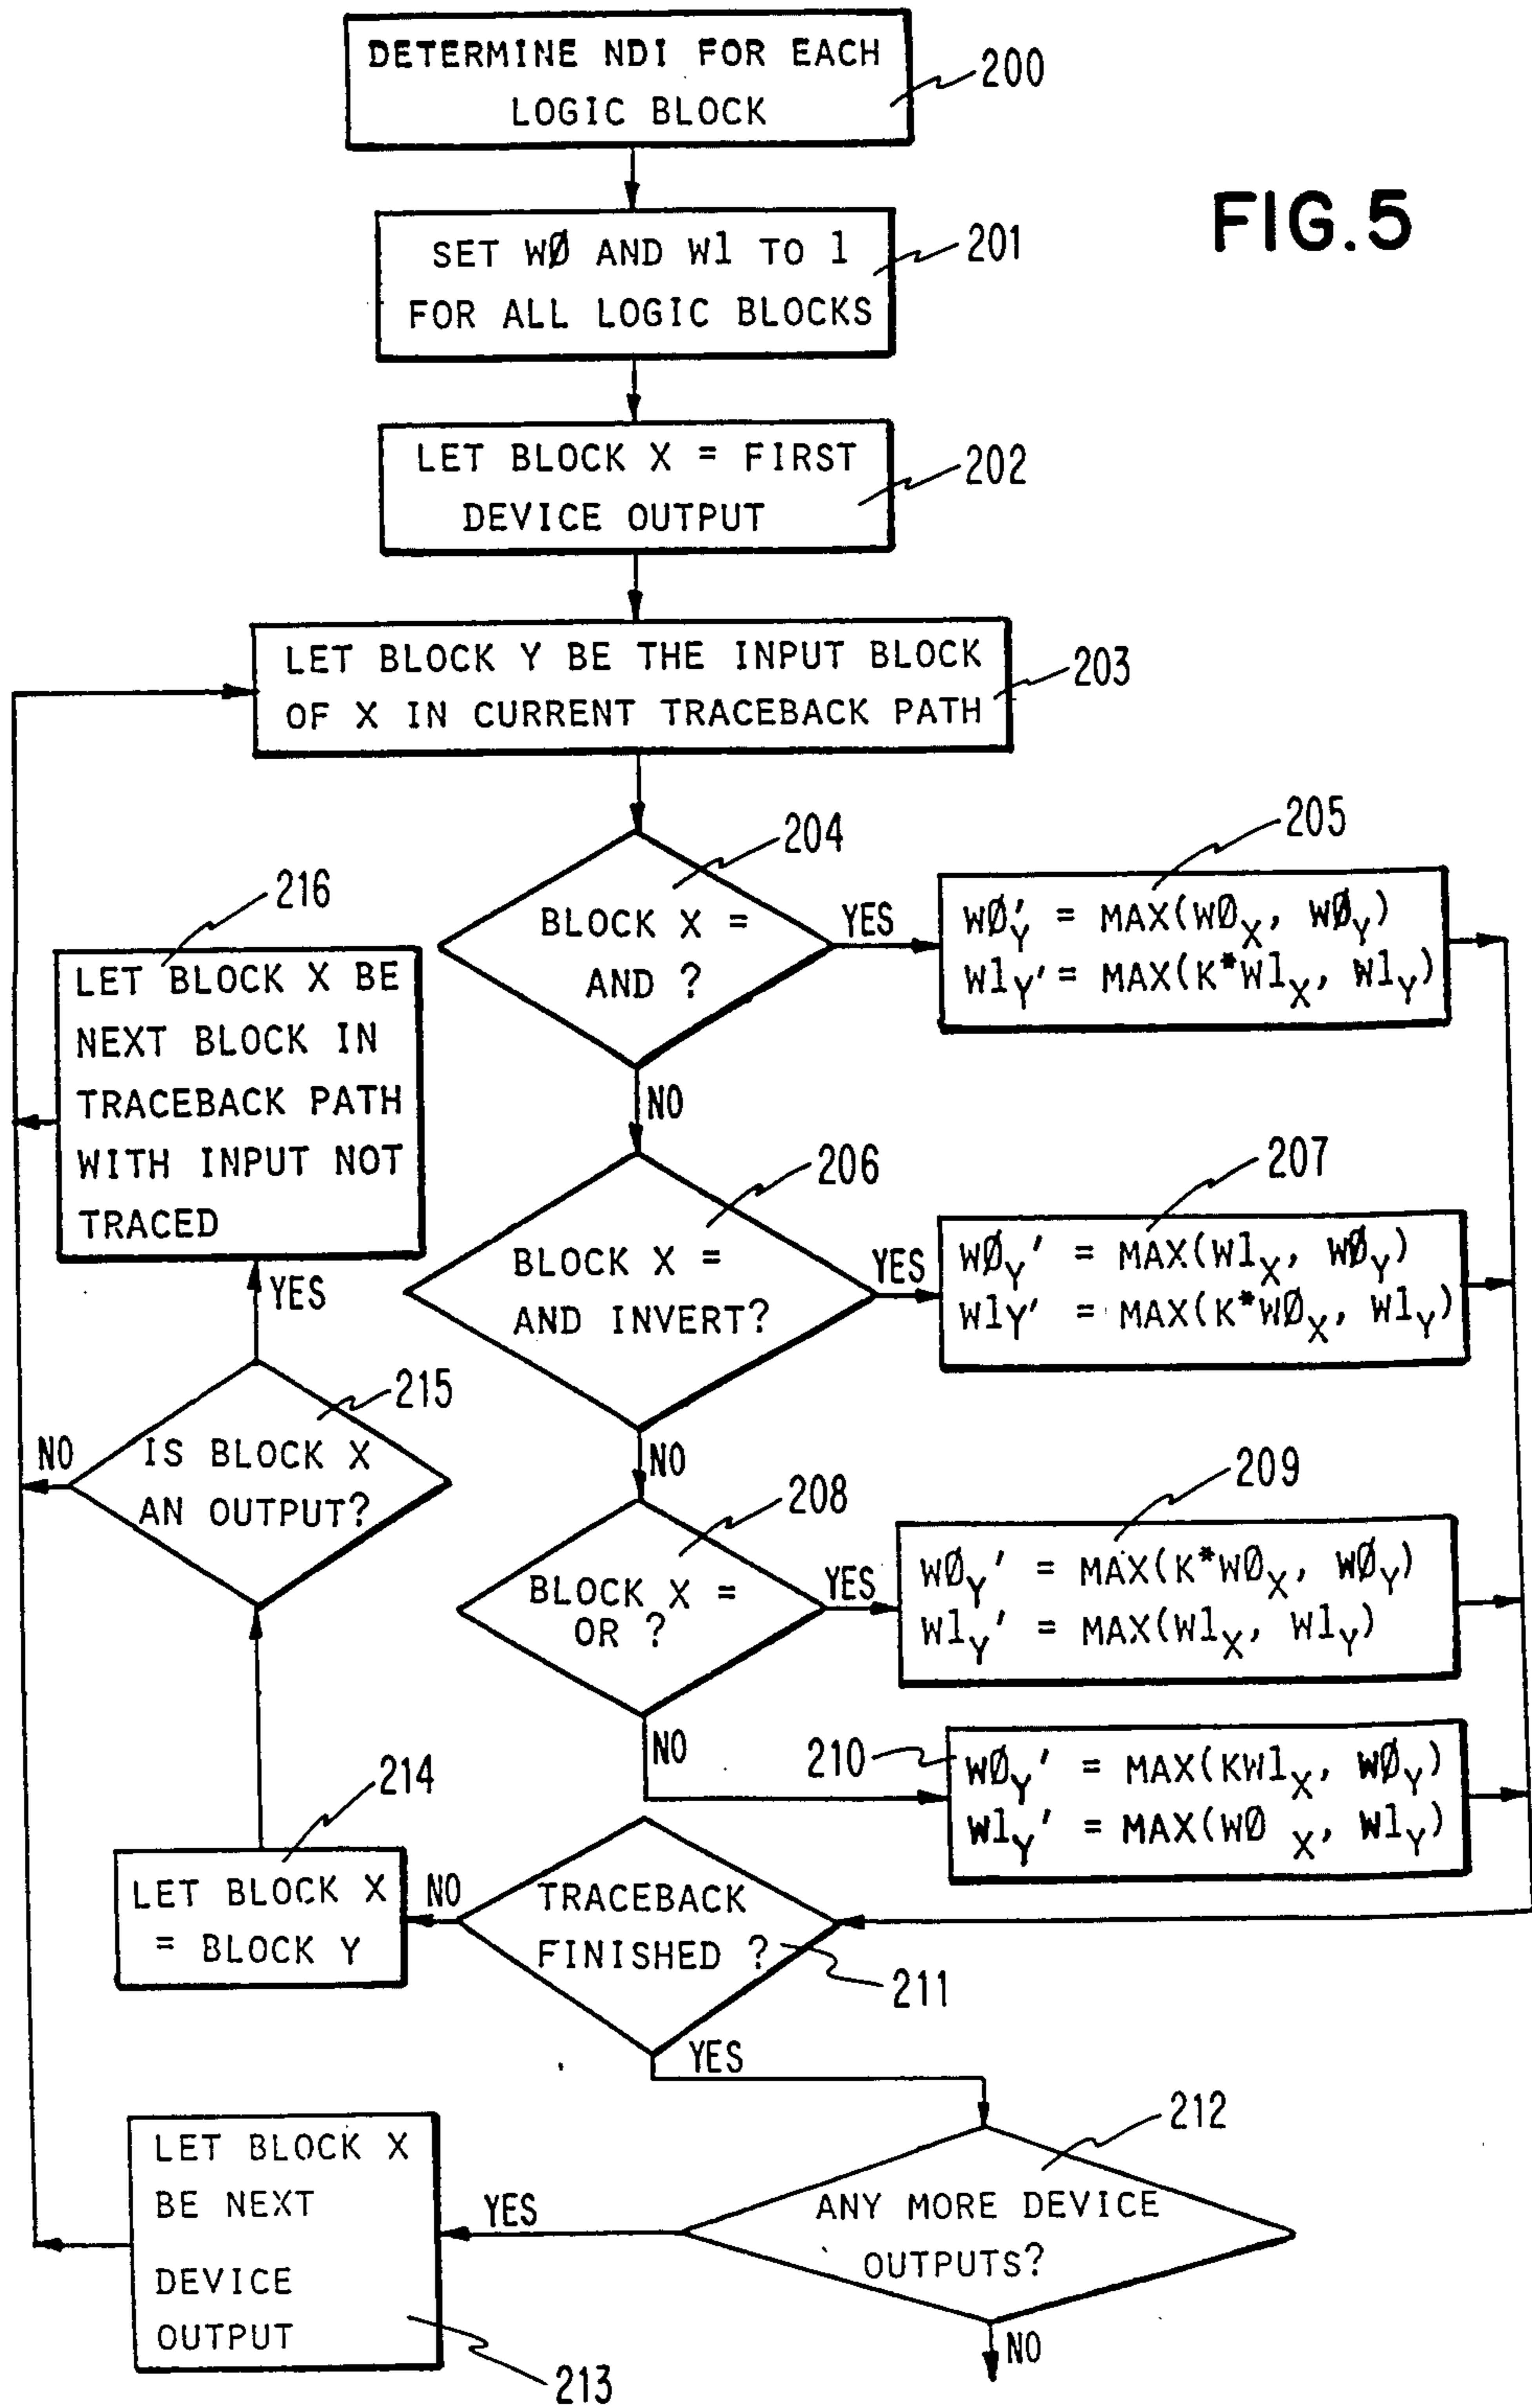 DETERMINE NDI FOR EACH
LOGIC BLOCK
200
FIG.5
SET WØ AND W1 TO 1
FOR ALL LOGIC BLOCKS
201
LET BLOCK X = FIRST
DEVICE OUTPUT
202
LET BLOCK Y BE THE INPUT BLOCK
OF X IN CURRENT TRACEBACK PATH
203
204
BLOCK X =
AND ?
YES
NO
205
WØ'Y = MAX(WØX, WØY)
W1Y' = MAX(K*W1X, W1Y)
216
LET BLOCK X BE
NEXT BLOCK IN
TRACEBACK PATH
WITH INPUT NOT
TRACED
YES
206
BLOCK X =
AND INVERT?
YES
NO
207
WØY' = MAX(W1X, WØY)
W1Y' = MAX(K*WØX, W1Y)
215
IS BLOCK X
AN OUTPUT?
NO
208
BLOCK X =
OR ?
YES
NO
209
WØY' = MAX(K*WØX, WØY)
W1Y' = MAX(W1X, W1Y)
210
WØY' = MAX(KW1X, WØY)
W1Y' = MAX(WØ X, W1Y)
214
LET BLOCK X
= BLOCK Y
NO
TRACEBACK
FINISHED ?
211
YES
212
ANY MORE DEVICE
OUTPUTS?
YES
NO
LET BLOCK X
BE NEXT
DEVICE
OUTPUT
213